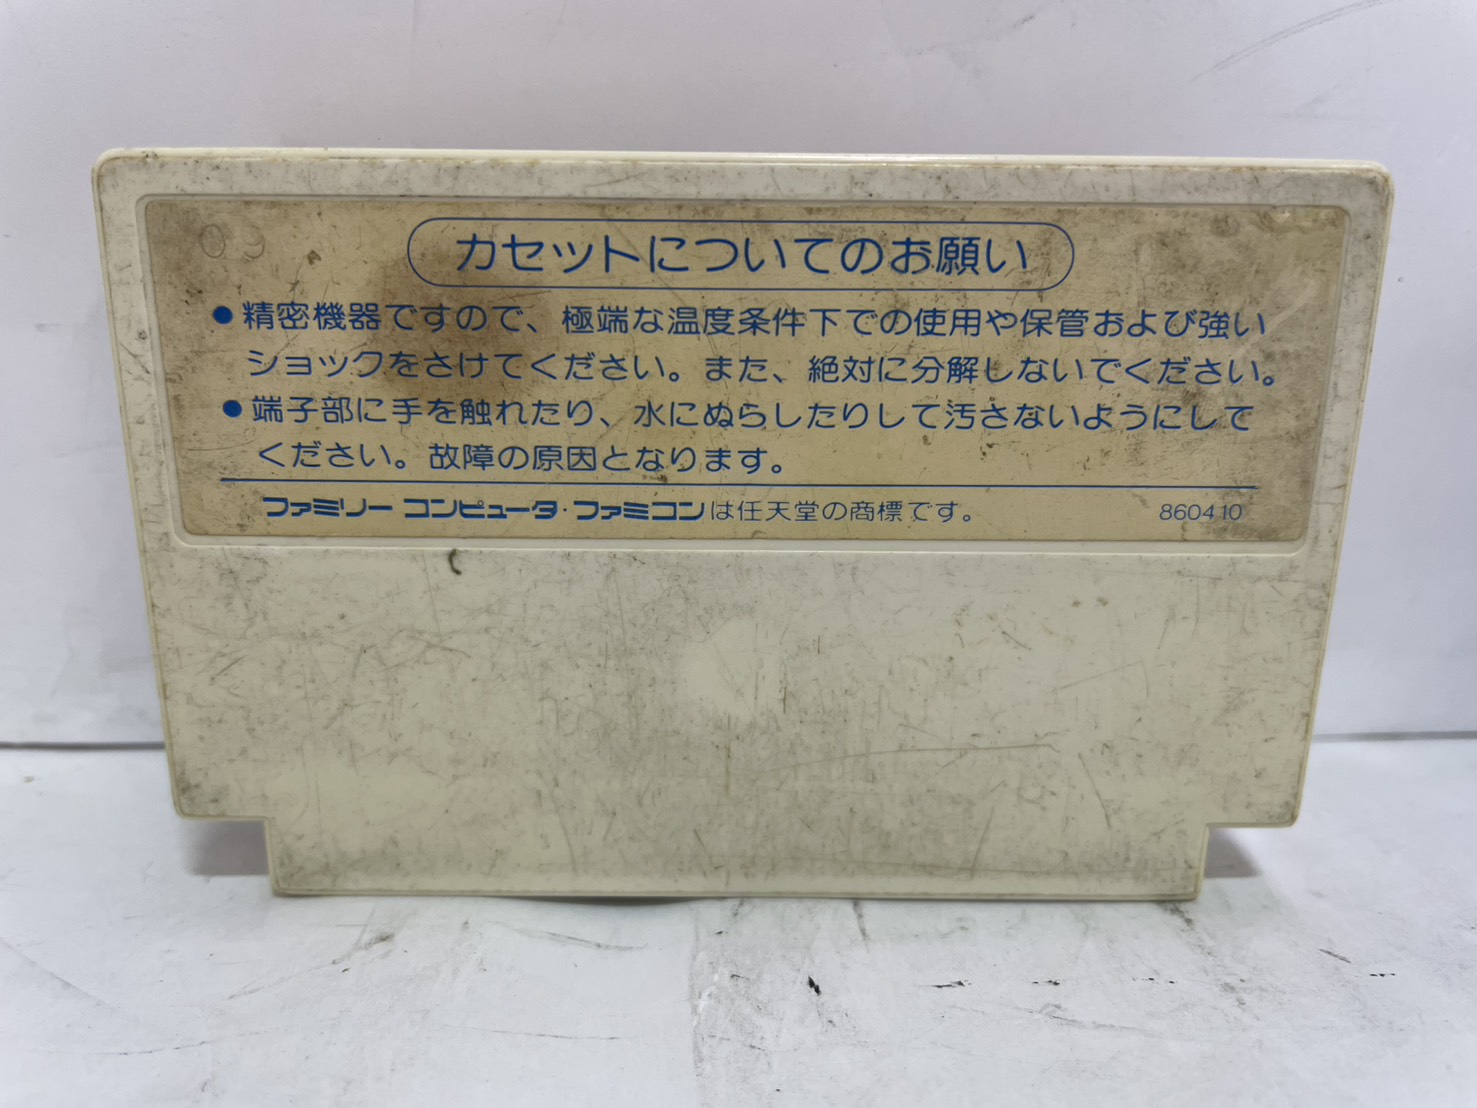 カセットについてのお願い
●精密機器ですので、極端な温度条件下での使用や保管および強い
ショックをさけてください。また、絶対に分解しないでください。
●端子部に手を触れたり、水にぬらしたりして汚さないようにして
ください。故障の原因となります。
ファミリー コンピュータ・ファミコンは任天堂の商標です。 860410